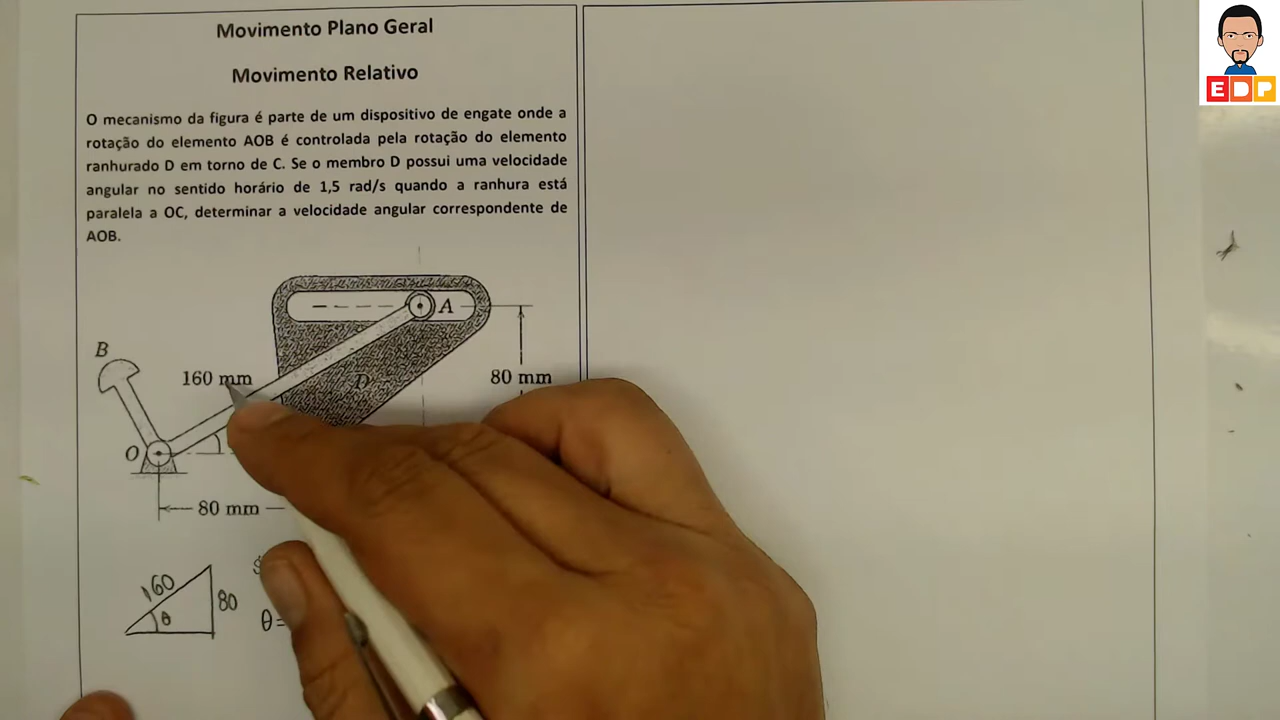 Movimento Plano Geral
Movimento Relativo
O mecanismo da figura é parte de um dispositivo de engate onde a
rotação do elemento AOB é controlada pela rotação do elemento
ranhurado D em torno de C. Se o membro D possui uma velocidade
angular no sentido horário de 1,5 rad/s quando a ranhura está
paralela a OC, determinar a velocidade angular correspondente de
AOB.
A
B
160 mm
D
80 mm
O
80 mm
160
80
θ
θ=
EDP